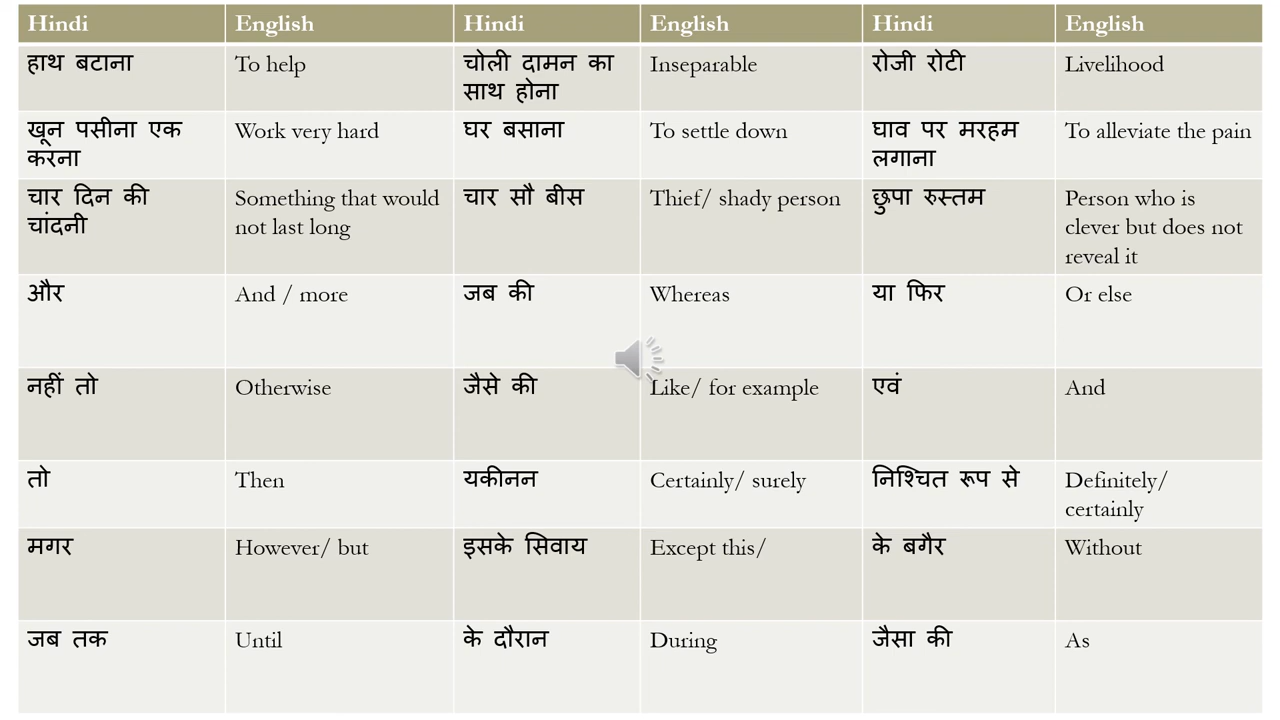 Hindi English Hindi English Hindi English
हाथ बटाना To help चोली दामन का Inseparable रोजी रोटी Livelihood
साथ होना
खून पसीना एक Work very hard घर बसाना To settle down घाव पर मरहम To alleviate the pain
करना लगाना
चार दिन की Something that would चार सौ बीस Thief/ shady person छुपा रुस्तम Person who is
चांदनी not last long clever but does not
reveal it
और And / more जब की Whereas या फिर Or else
नहीं तो Otherwise जैसे की Like/ for example एवं And
तो Then यकीनन Certainly/ surely निश्चित रूप से Definitely/
certainly
मगर However/ but इसके सिवाय Except this/ के बगैर Without
जब तक Until के दौरान During जैसा की As